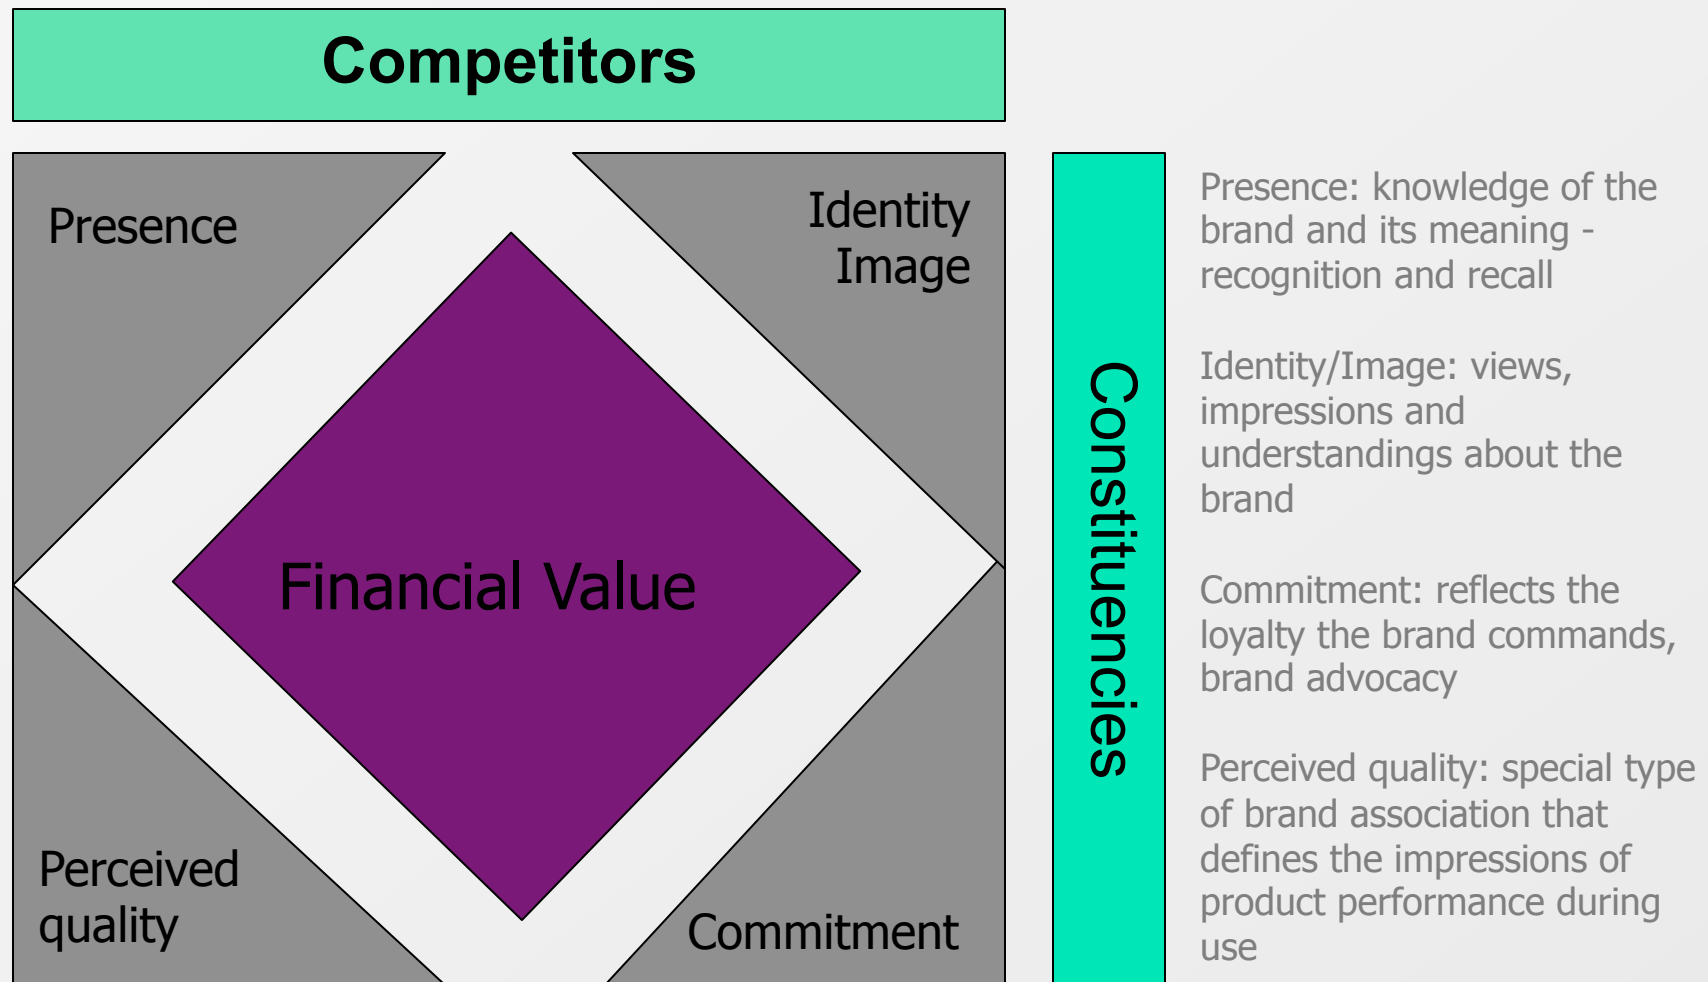 Competitors
Presence
Identity
Image
Financial Value
Perceived
quality
Commitment
Constituencies
Presence: knowledge of the
brand and its meaning -
recognition and recall
Identity/Image: views,
impressions and
understandings about the
brand
Commitment: reflects the
loyalty the brand commands,
brand advocacy
Perceived quality: special type
of brand association that
defines the impressions of
product performance during
use